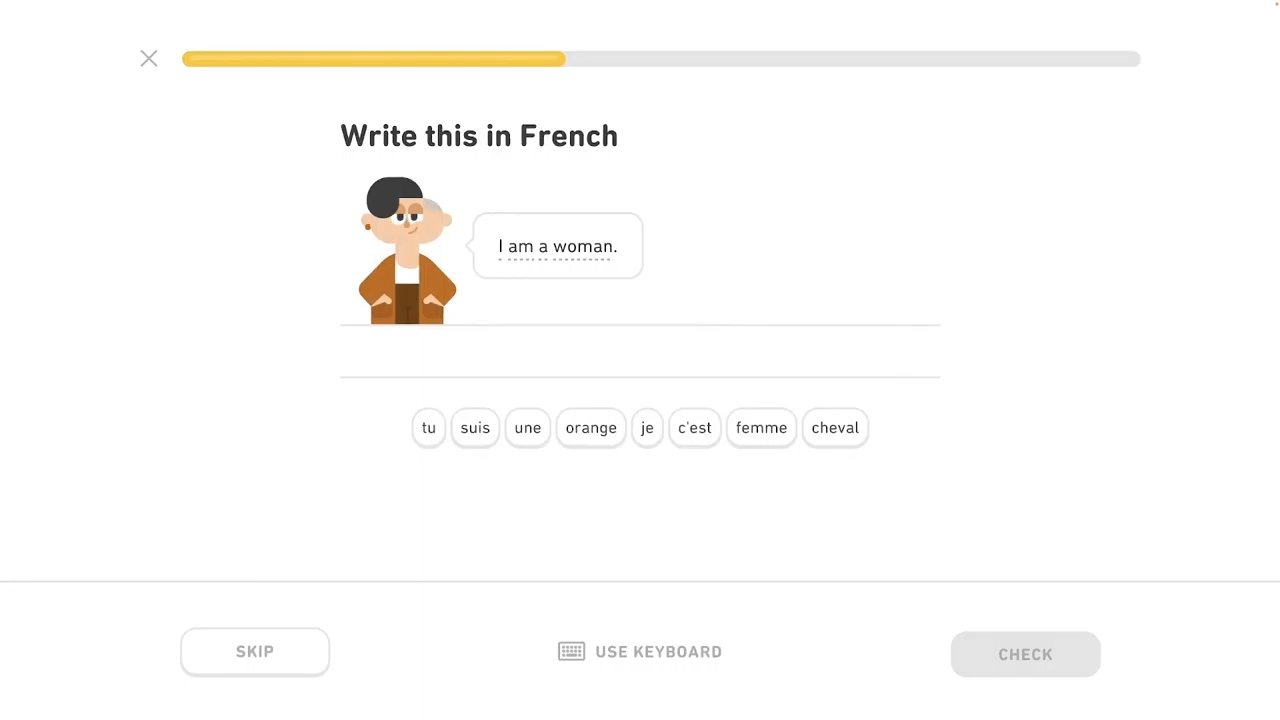 Write this in French
I am a woman.
tu suis une orange je c'est femme cheval
SKIP USE KEYBOARD CHECK